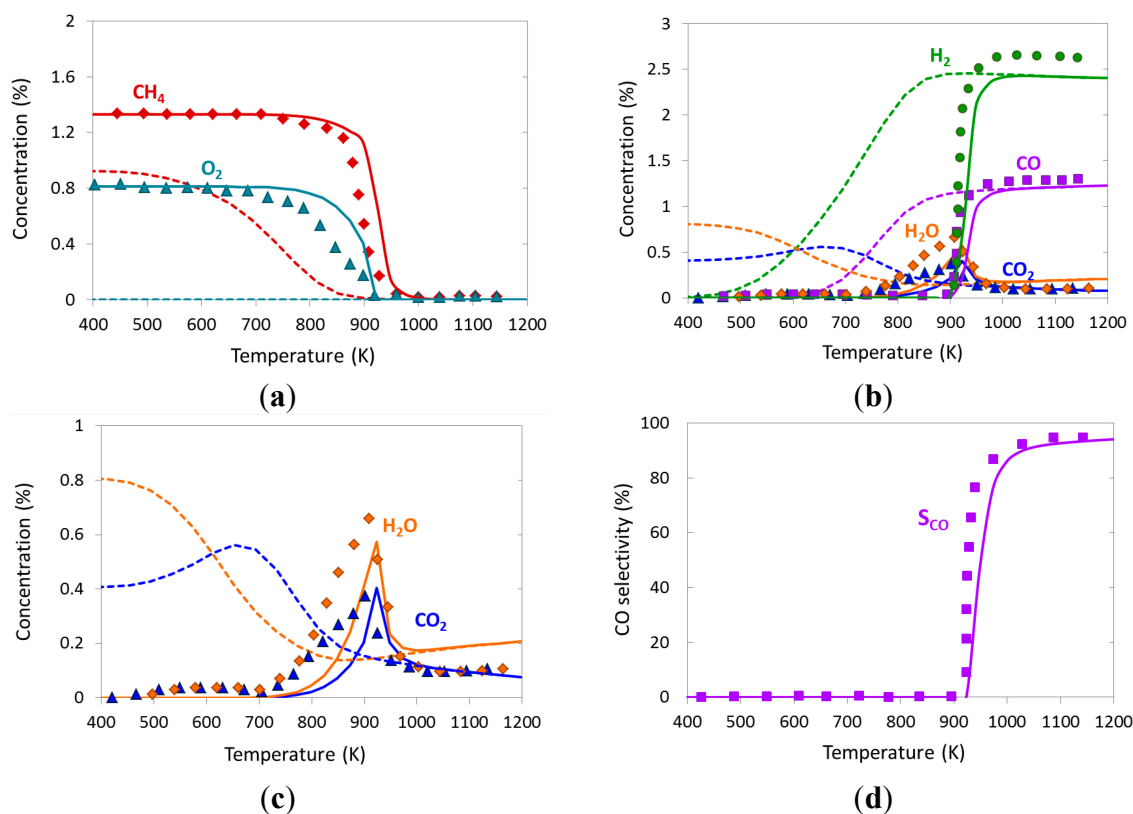 2
1.6
1.2
0.8
0.4
0
Concentration (%)
CH4
O2
400 500 600 700 800 900 1000 1100 1200
Temperature (K)
(a)
3
2.5
2
1.5
1
0.5
0
Concentration (%)
H2
CO
H2O
CO2
400 500 600 700 800 900 1000 1100 1200
Temperature (K)
(b)
1
0.8
0.6
0.4
0.2
0
Concentration (%)
H2O
CO2
400 500 600 700 800 900 1000 1100 1200
Temperature (K)
(c)
100
80
60
40
20
0
CO selectivity (%)
SCO
400 500 600 700 800 900 1000 1100 1200
Temperature (K)
(d)